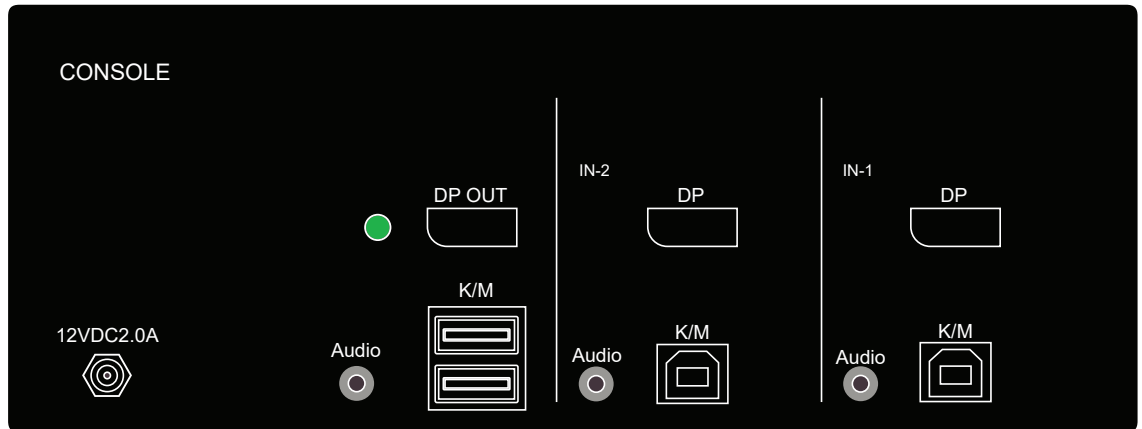 CONSOLE
12VDC2.0A
Audio
DP OUT
K/M
IN-2
DP
Audio
K/M
IN-1
DP
Audio
K/M